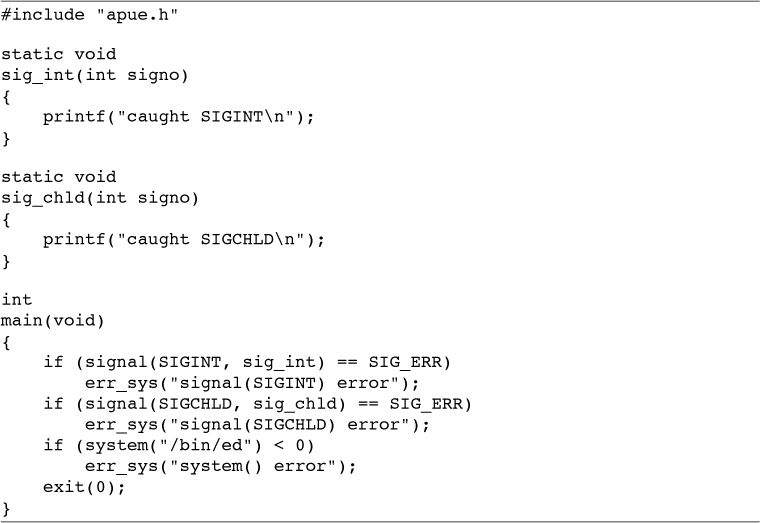 #include "apue.h"

static void
sig_int(int signo)
{
    printf("caught SIGINT\n");
}

static void
sig_chld(int signo)
{
    printf("caught SIGCHLD\n");
}

int
main(void)
{
    if (signal(SIGINT, sig_int) == SIG_ERR)
        err_sys("signal(SIGINT) error");
    if (signal(SIGCHLD, sig_chld) == SIG_ERR)
        err_sys("signal(SIGCHLD) error");
    if (system("/bin/ed") < 0)
        err_sys("system() error");
    exit(0);
}